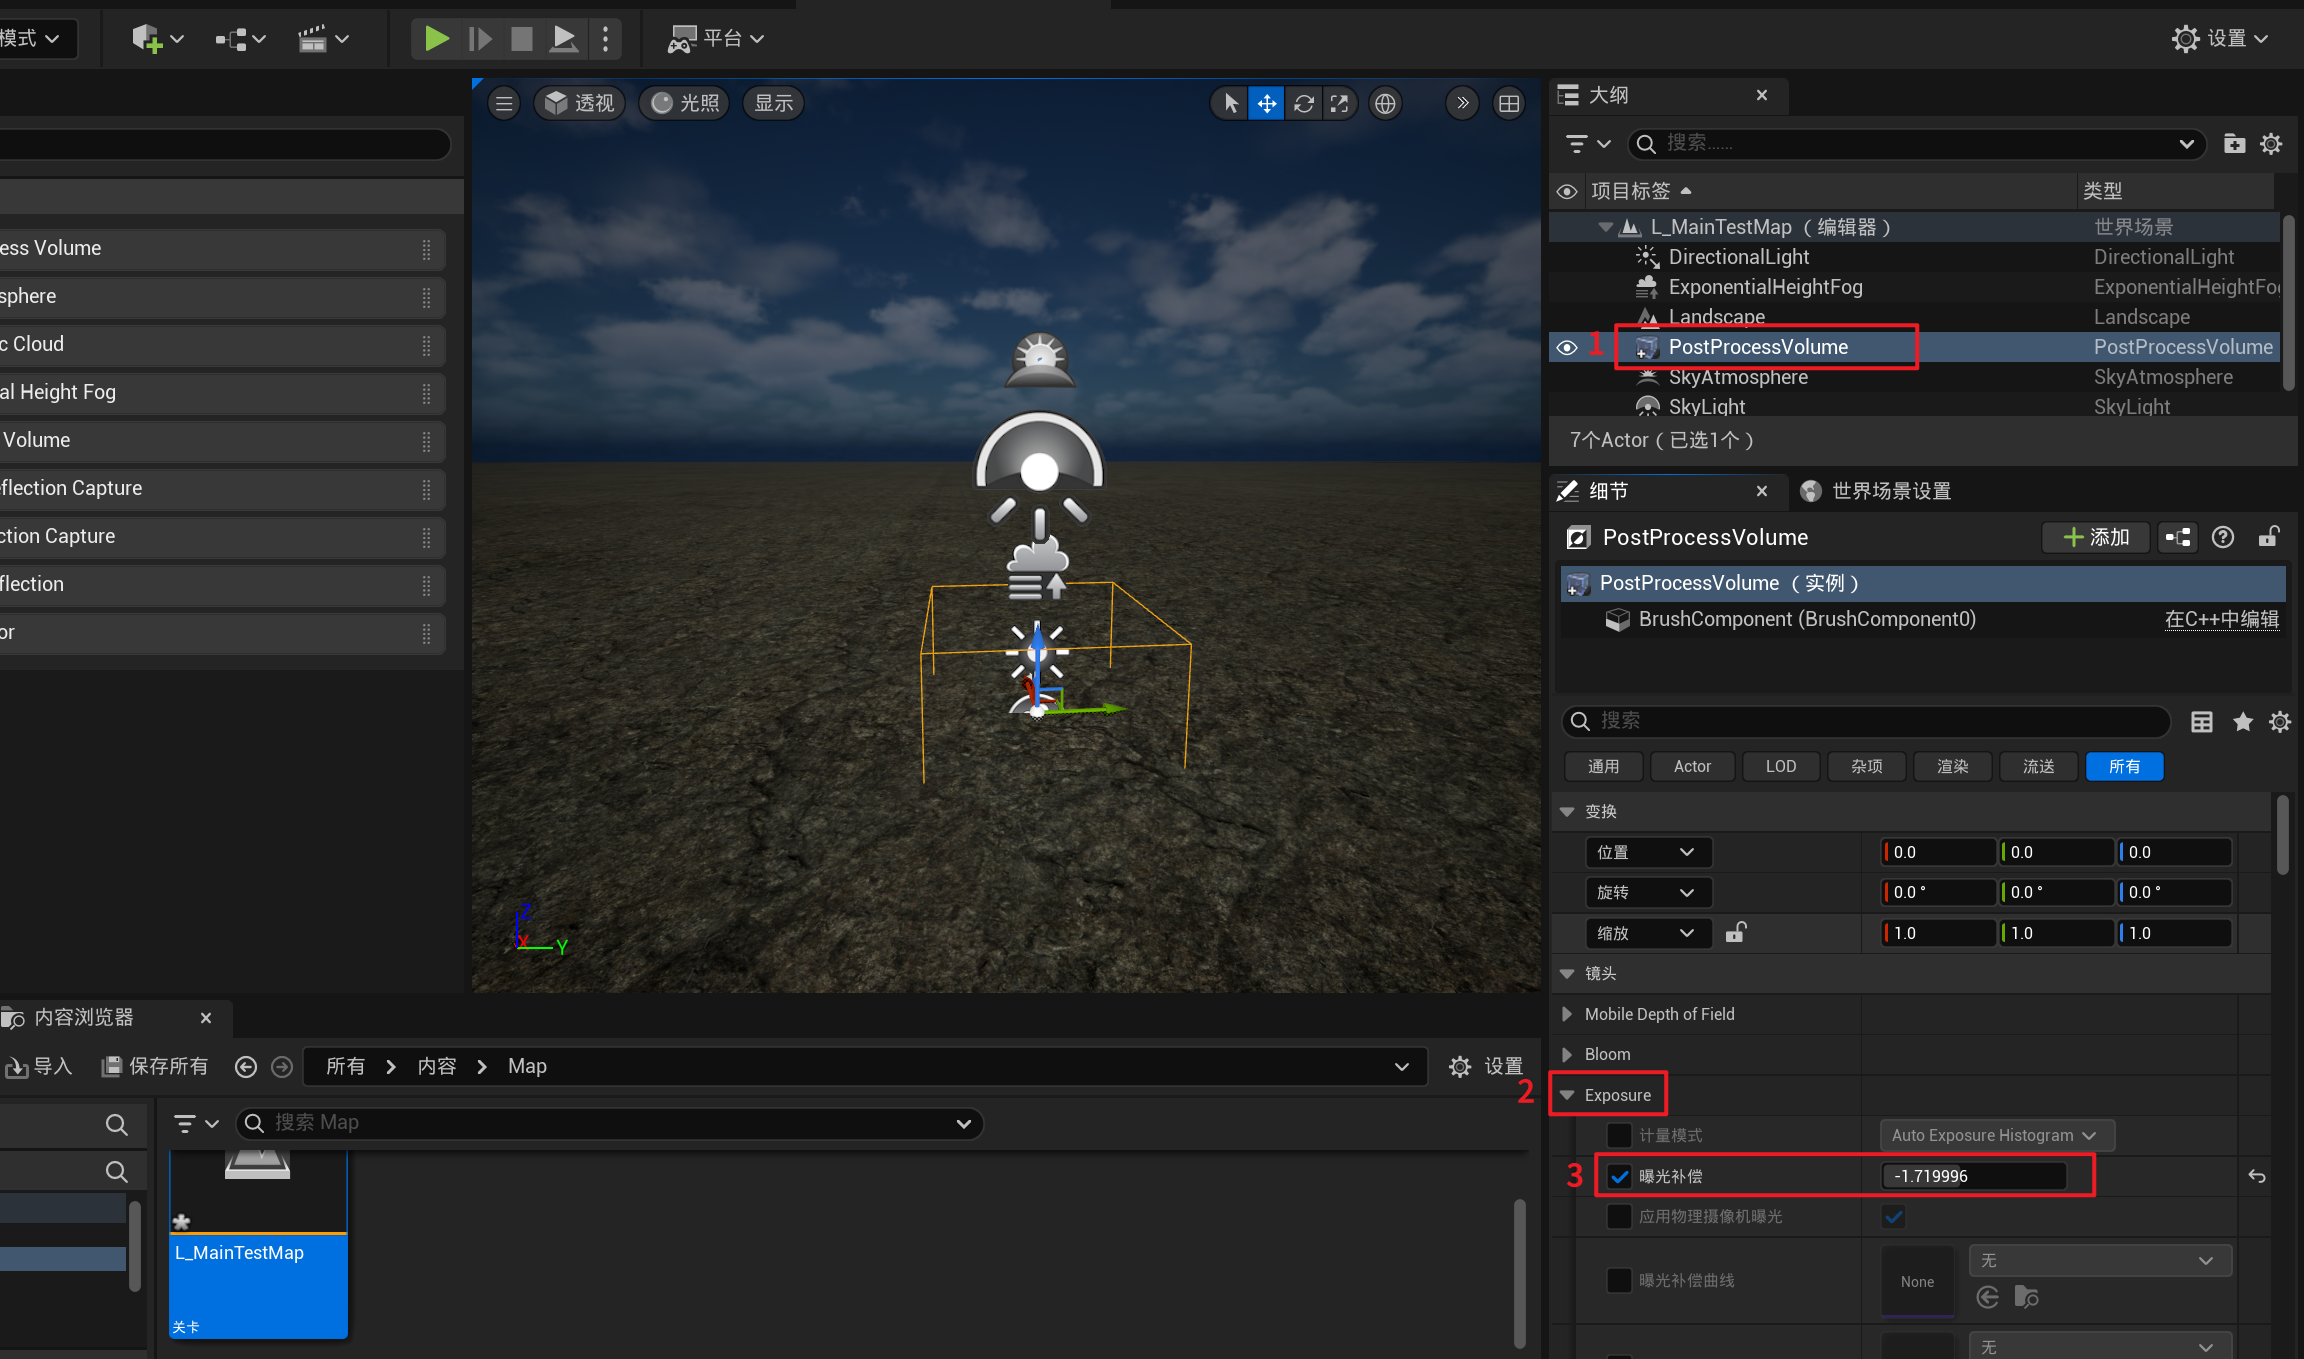 模式
平台
设置
ess Volume
sphere
c Cloud
al Height Fog
Volume
flection Capture
ction Capture
flection
or
透视
光照
显示
Z
X
Y
大纲
搜索……
项目标签
类型
L_MainTestMap（编辑器）
世界场景
DirectionalLight
DirectionalLight
ExponentialHeightFog
ExponentialHeightFo
Landscape
Landscape
1
PostProcessVolume
PostProcessVolume
SkyAtmosphere
SkyAtmosphere
SkyLight
SkyLight
7个Actor（已选1个）
细节
世界场景设置
PostProcessVolume
添加
PostProcessVolume（实例）
BrushComponent (BrushComponent0)
在C++中编辑
搜索
通用
Actor
LOD
杂项
渲染
流送
所有
变换
位置
0.0
0.0
0.0
旋转
0.0 °
0.0 °
0.0 °
缩放
1.0
1.0
1.0
镜头
Mobile Depth of Field
Bloom
2
Exposure
计量模式
Auto Exposure Histogram
3
曝光补偿
-1.719996
应用物理摄像机曝光
曝光补偿曲线
None
无
无
内容浏览器
导入
保存所有
所有
内容
Map
设置
搜索 Map
L_MainTestMap
关卡